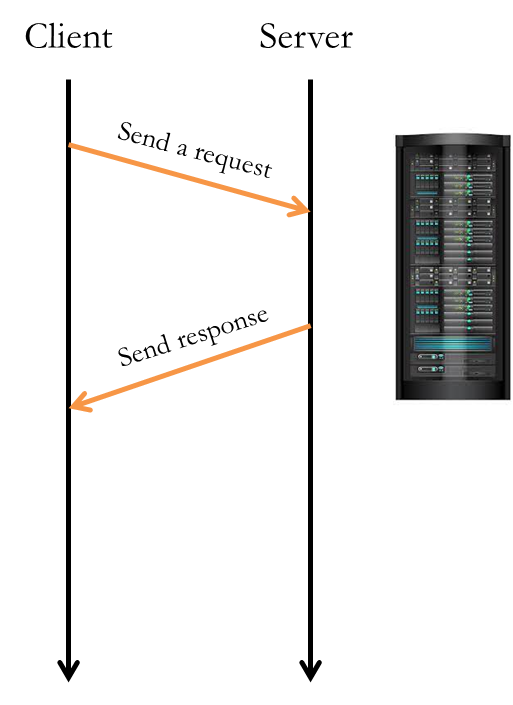 Client
Server
Send a request
Send response